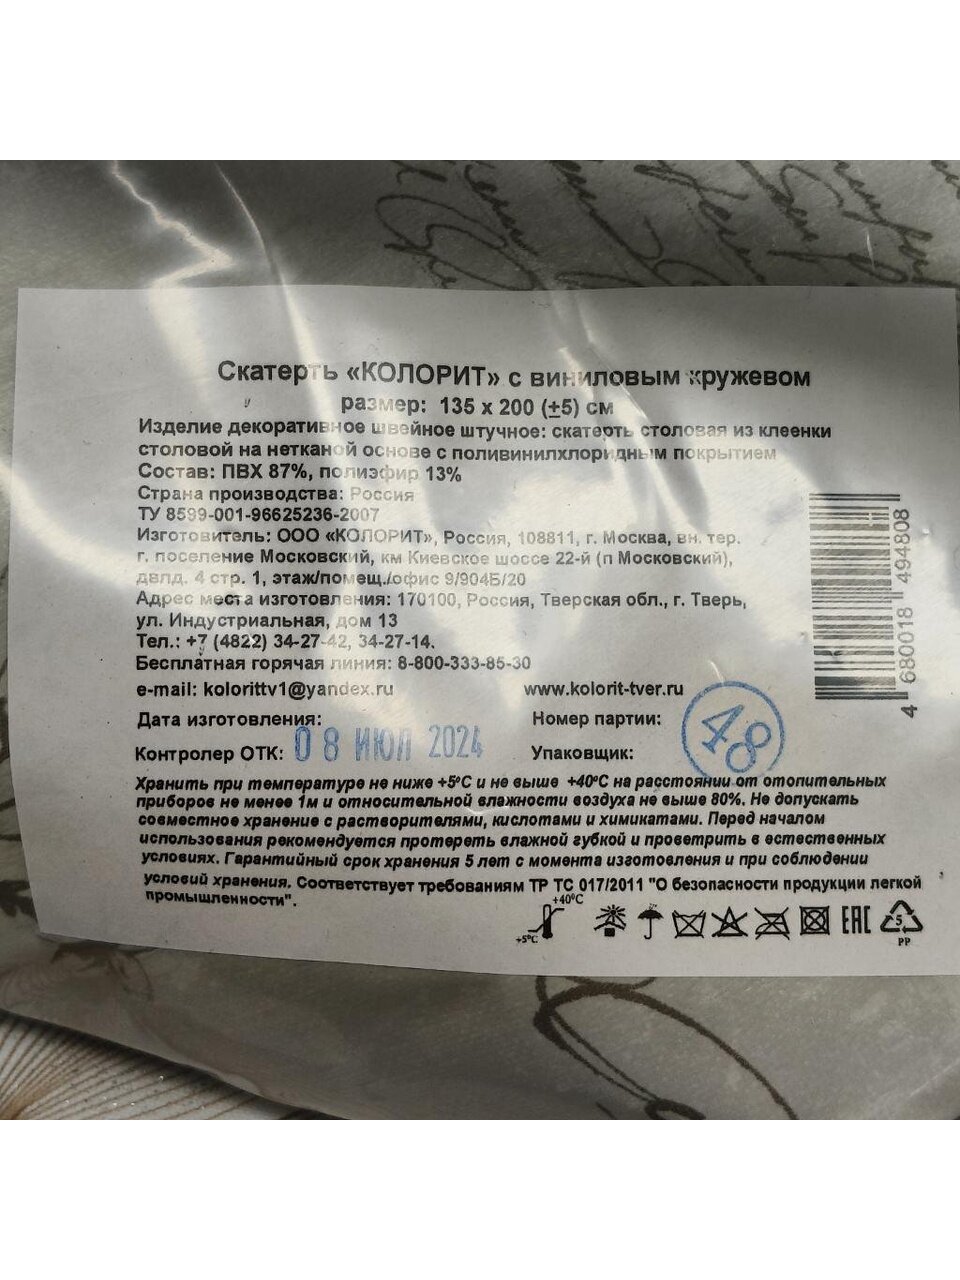 Скатерть «КОЛОРИТ» с виниловым кружевом
размер: 135 х 200 (±5) см
Изделие декоративное швейное штучное: скатерть столовая из клеенки
столовой на нетканой основе с поливинилхлоридным покрытием
Состав: ПВХ 87%, полиэфир 13%
Страна производства: Россия
ТУ 8599-001-96625236-2007
Изготовитель: ООО «КОЛОРИТ», Россия, 108811, г. Москва, вн. тер.
г. поселение Московский, км Киевское шоссе 22-й (п Московский),
двлд. 4 стр. 1, этаж/помещ./офис 9/904Б/20
Адрес места изготовления: 170100, Россия, Тверская обл., г. Тверь,
ул. Индустриальная, дом 13
Тел.: +7 (4822) 34-27-42, 34-27-14.
Бесплатная горячая линия: 8-800-333-85-30
e-mail: kolorittv1@yandex.ru www.kolorit-tver.ru
Дата изготовления: Номер партии:
Контролер ОТК: 08 ИЮЛ 2024 Упаковщик: 48
Хранить при температуре не ниже +5°С и не выше +40°С на расстоянии от отопительных
приборов не менее 1м и относительной влажности воздуха не выше 80%. Не допускать
совместное хранение с растворителями, кислотами и химикатами. Перед началом
использования рекомендуется протереть влажной губкой и проветрить в естественных
условиях. Гарантийный срок хранения 5 лет с момента изготовления и при соблюдении
условий хранения. Соответствует требованиям ТР ТС 017/2011 "О безопасности продукции легкой
промышленности".
+40°С
+5°С
ЕАС
5
PP
4 680018 494808